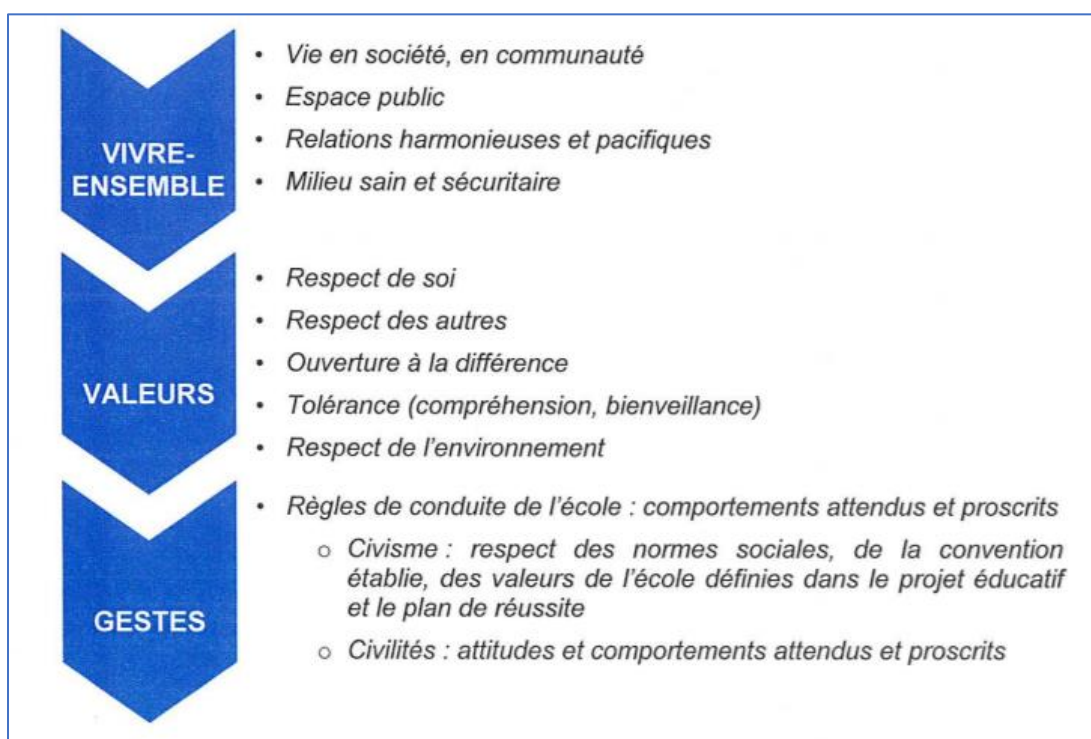 VIVRE-
ENSEMBLE
• Vie en société, en communauté
• Espace public
• Relations harmonieuses et pacifiques
• Milieu sain et sécuritaire
VALEURS
• Respect de soi
• Respect des autres
• Ouverture à la différence
• Tolérance (compréhension, bienveillance)
• Respect de l'environnement
GESTES
• Règles de conduite de l'école : comportements attendus et proscrits
o Civisme : respect des normes sociales, de la convention
établie, des valeurs de l'école définies dans le projet éducatif
et le plan de réussite
o Civilités : attitudes et comportements attendus et proscrits